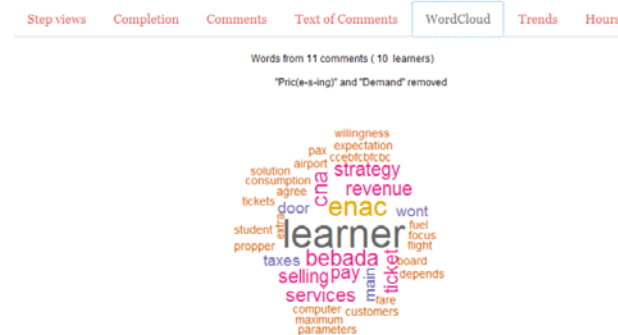 Step views Completion Comments Text of Comments WordCloud Trends Hours
Words from 11 comments ( 10 learners)
"Pric(e-s-ing)" and "Demand" removed
willingness
pax expectation
airport ccebfcbfcbc
solution strategy
consumption cna revenue
agree
tickets door enac wont
student extra learner fuel
focus
propper flight
taxes bebada ticket board
selling pay main depends
services fare
computer customers
maximum
parameters